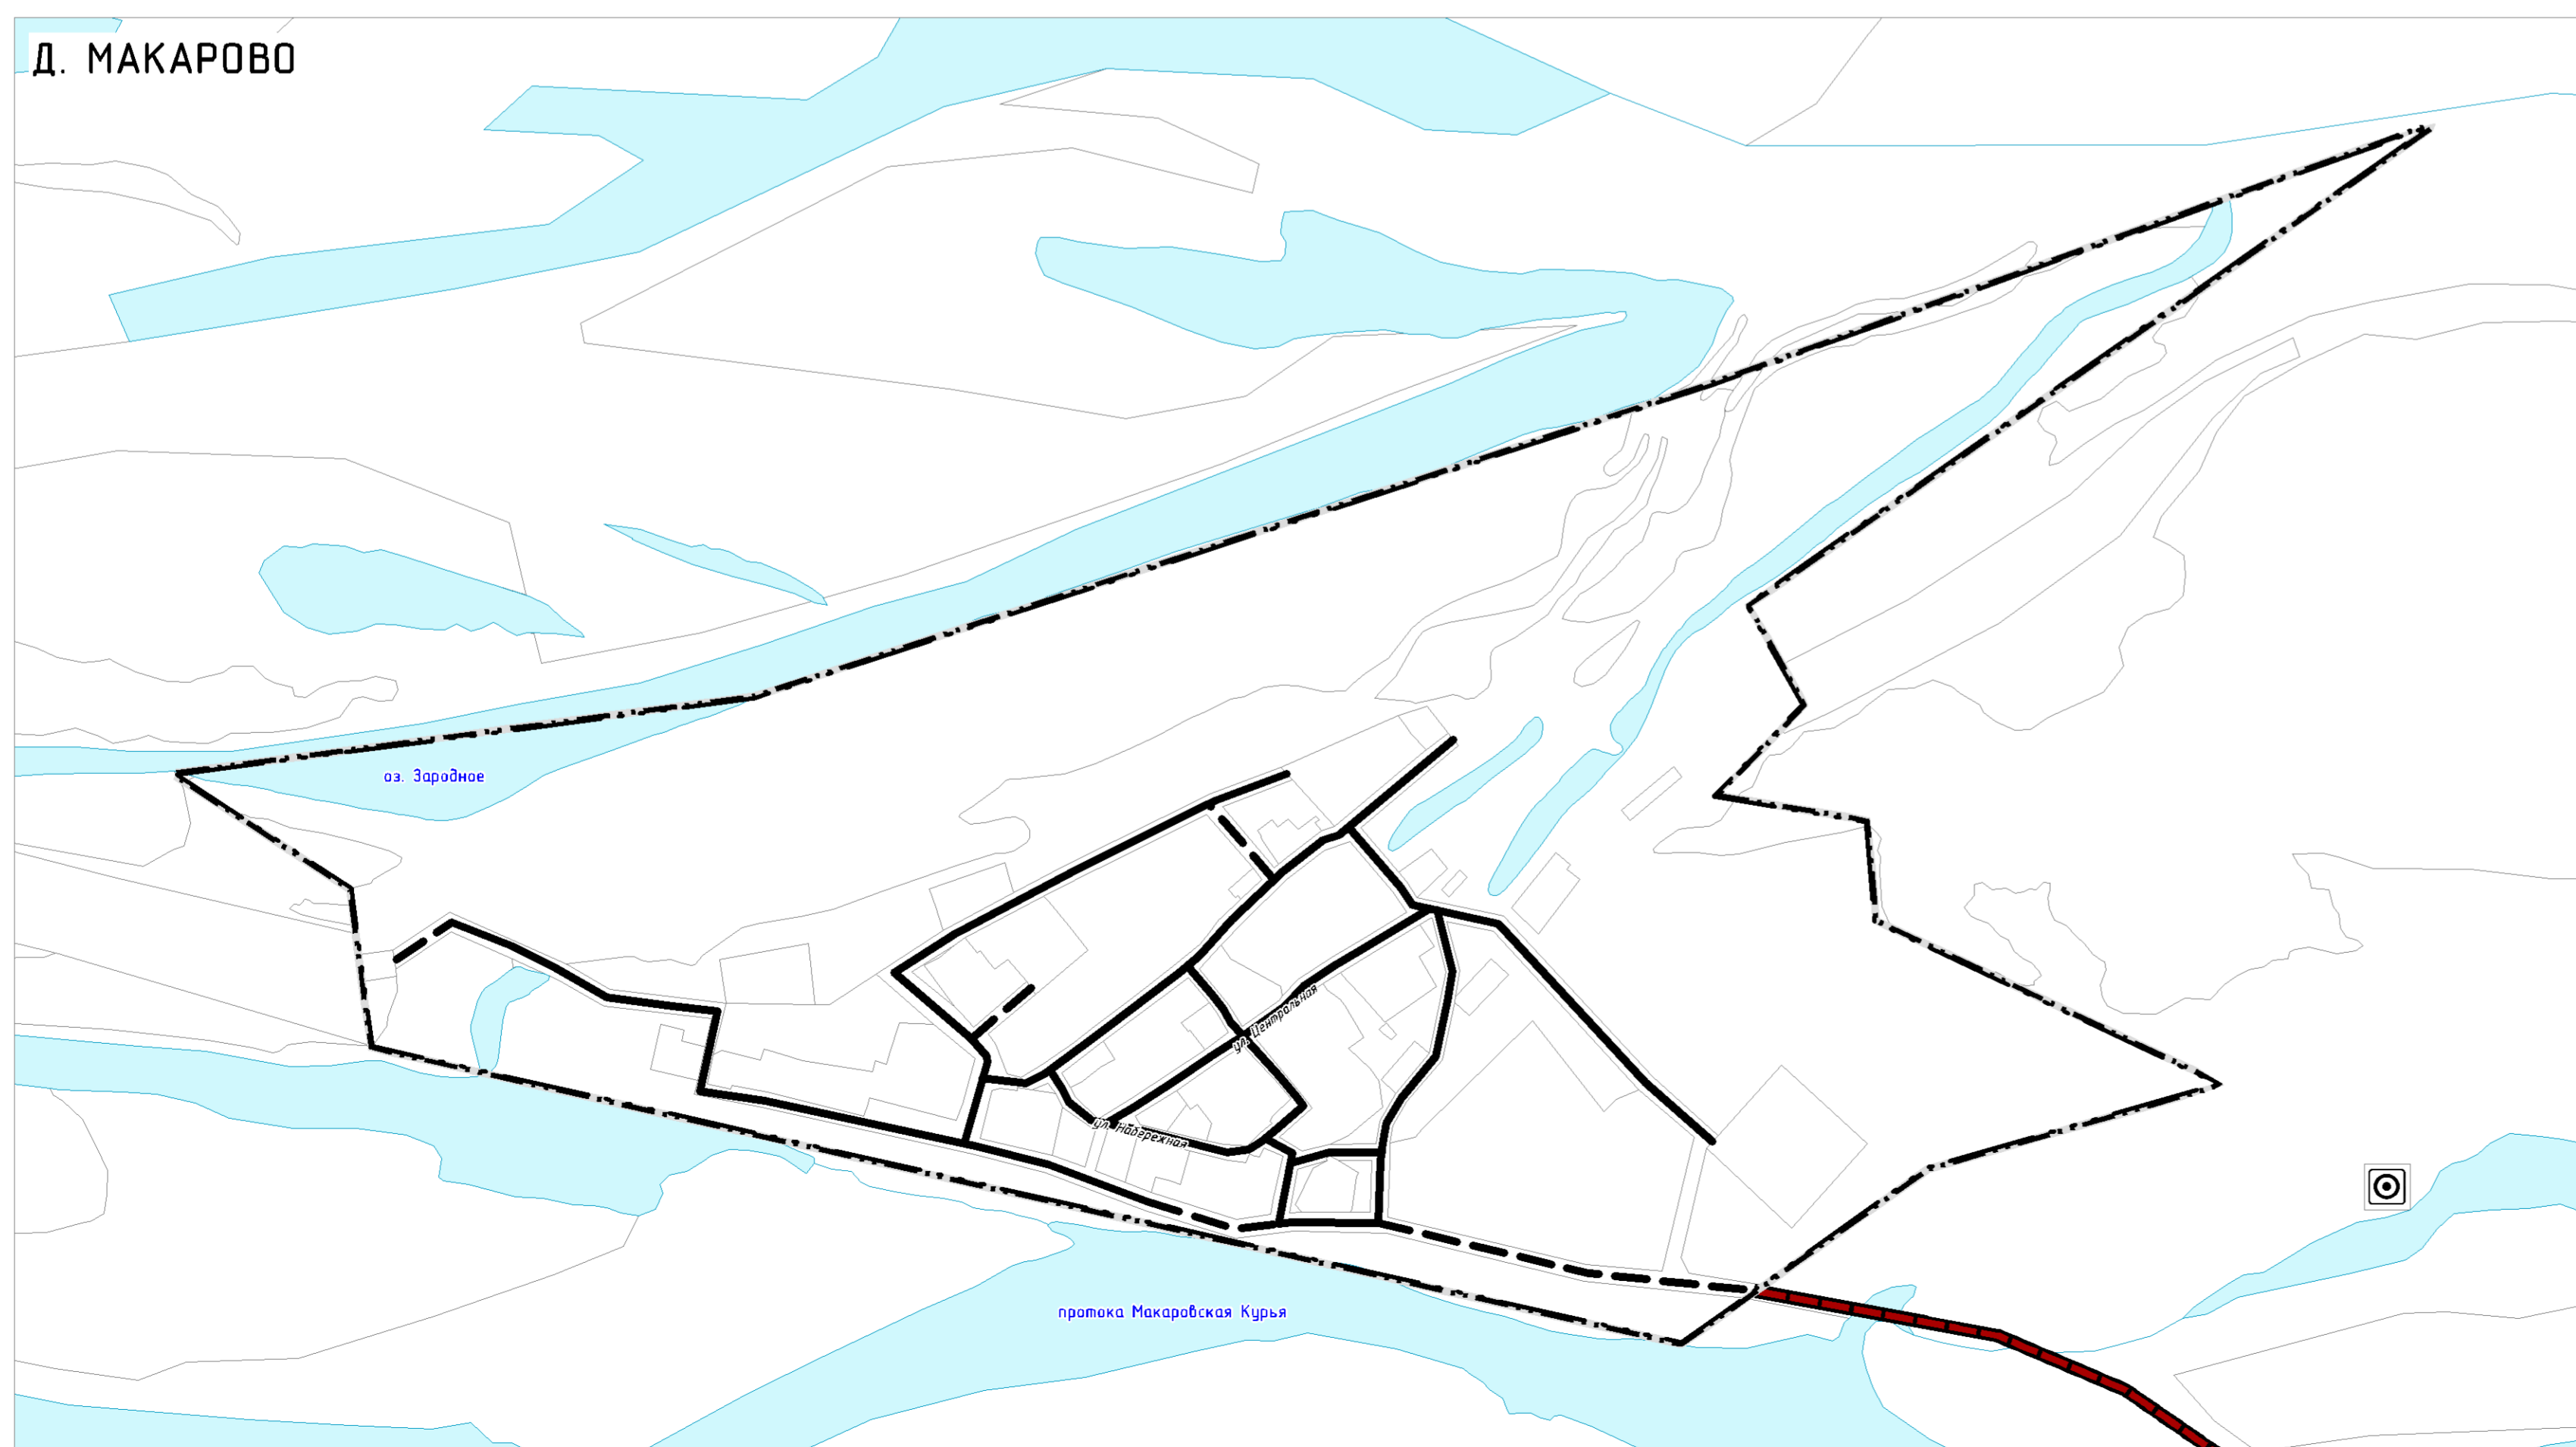 Д. МАКАРОВО
оз. Зародное
ул. Центральная
ул. Набережная
протока Макаровская Курья